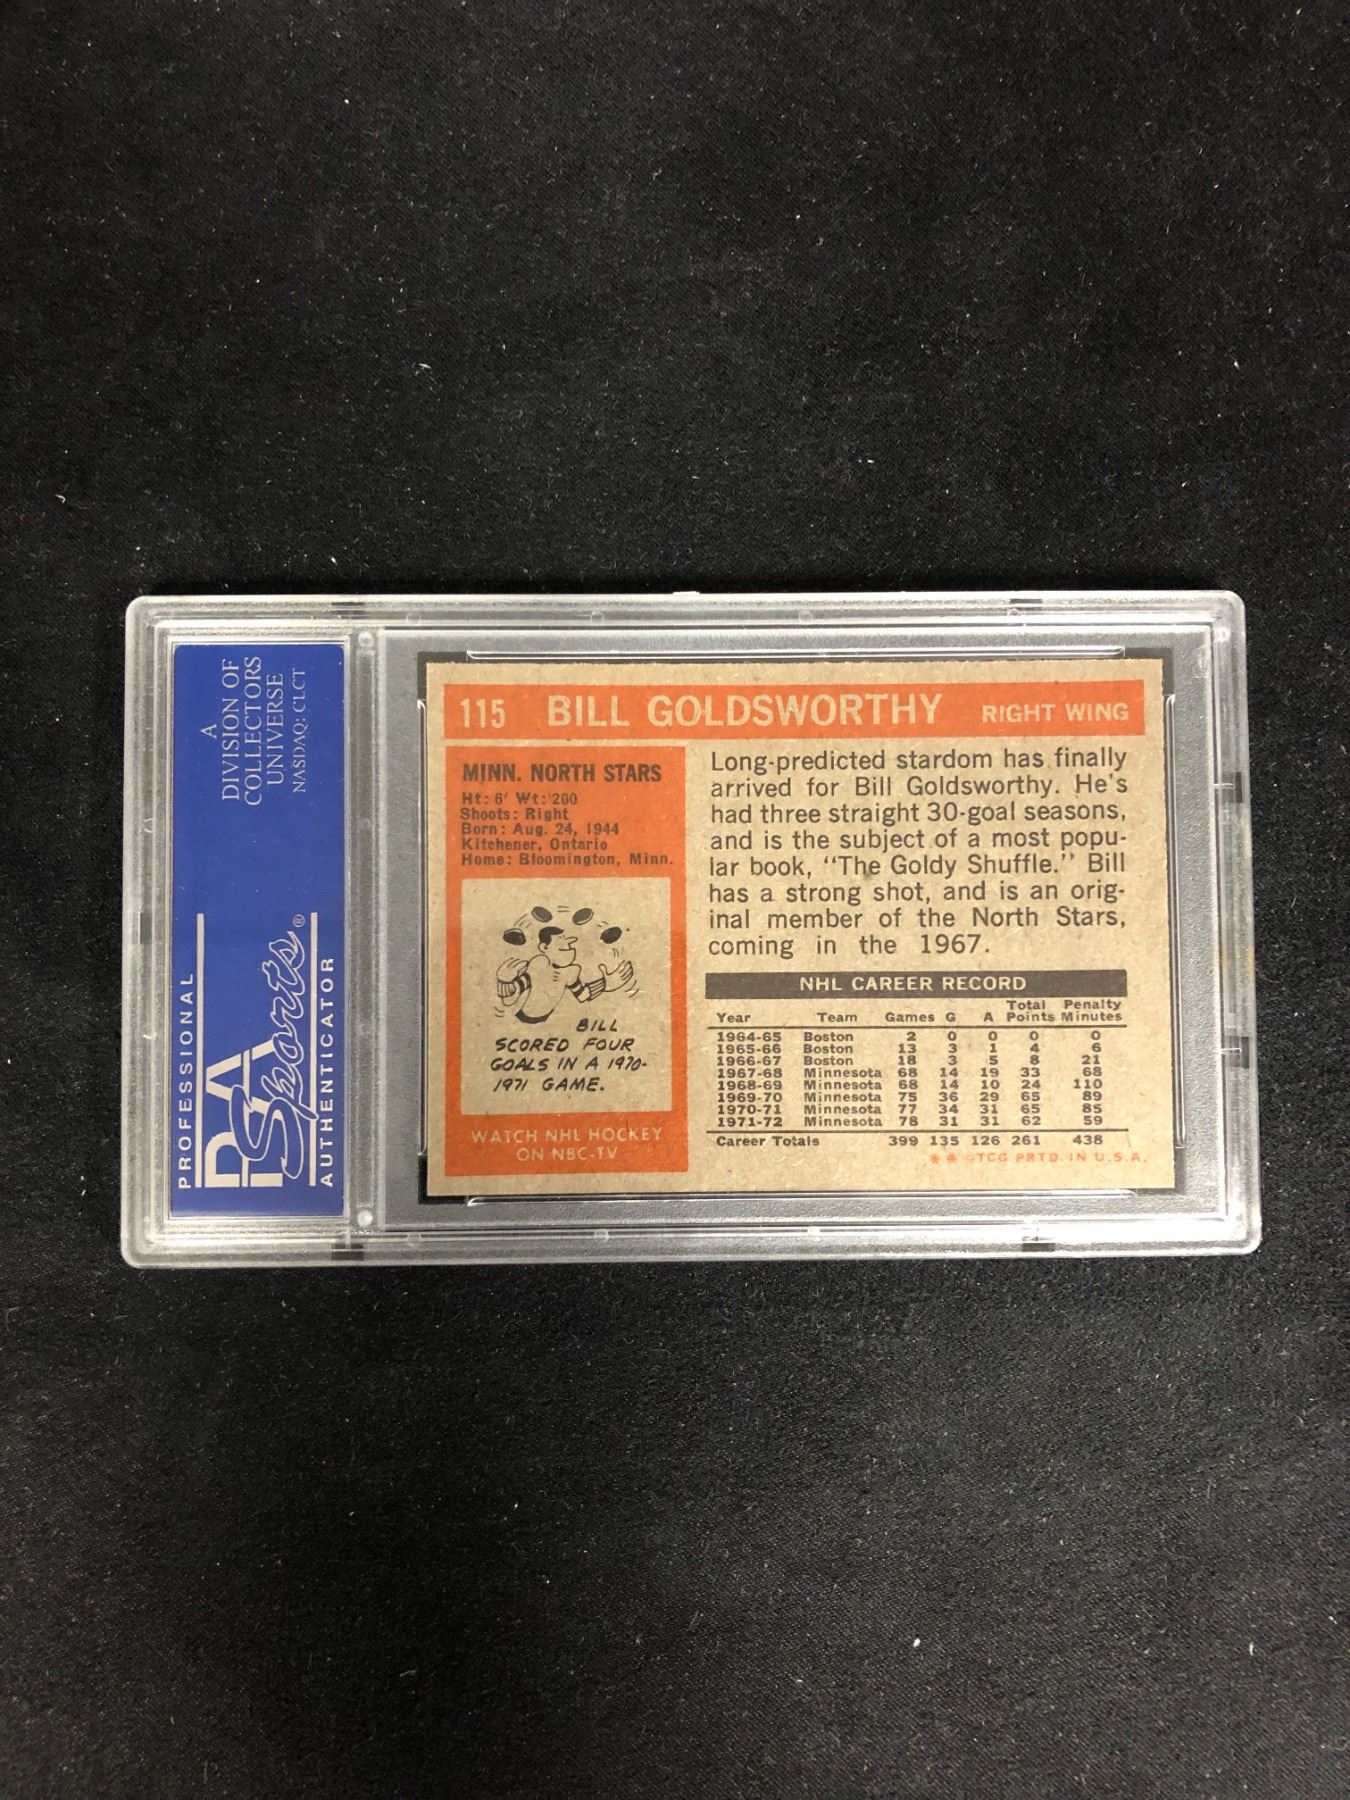 A
DIVISION OF
COLLECTORS
UNIVERSE
NASDAQ: CLCT
PROFESSIONAL
PSA
Sports®
AUTHENTICATOR
115 BILL GOLDSWORTHY RIGHT WING
MINN. NORTH STARS
Ht: 6' Wt: 200
Shoots: Right
Born: Aug. 24, 1944
Kitchener, Ontario
Home: Bloomington, Minn.
BILL
SCORED FOUR
GOALS IN A 1970-
1971 GAME.
WATCH NHL HOCKEY
ON NBC-TV
Long-predicted stardom has finally
arrived for Bill Goldsworthy. He's
had three straight 30-goal seasons,
and is the subject of a most popu-
lar book, "The Goldy Shuffle." Bill
has a strong shot, and is an orig-
inal member of the North Stars,
coming in the 1967.
NHL CAREER RECORD
Total Penalty
Year Team Games G A Points Minutes
1964-65 Boston 2 0 0 0 0
1965-66 Boston 13 3 1 4 6
1966-67 Boston 18 3 5 8 21
1967-68 Minnesota 68 14 19 33 68
1968-69 Minnesota 68 14 10 24 110
1969-70 Minnesota 75 36 29 65 89
1970-71 Minnesota 77 34 31 65 85
1971-72 Minnesota 78 31 31 62 59
Career Totals 399 135 126 261 438
** ©TCG PRTD. IN U.S.A.